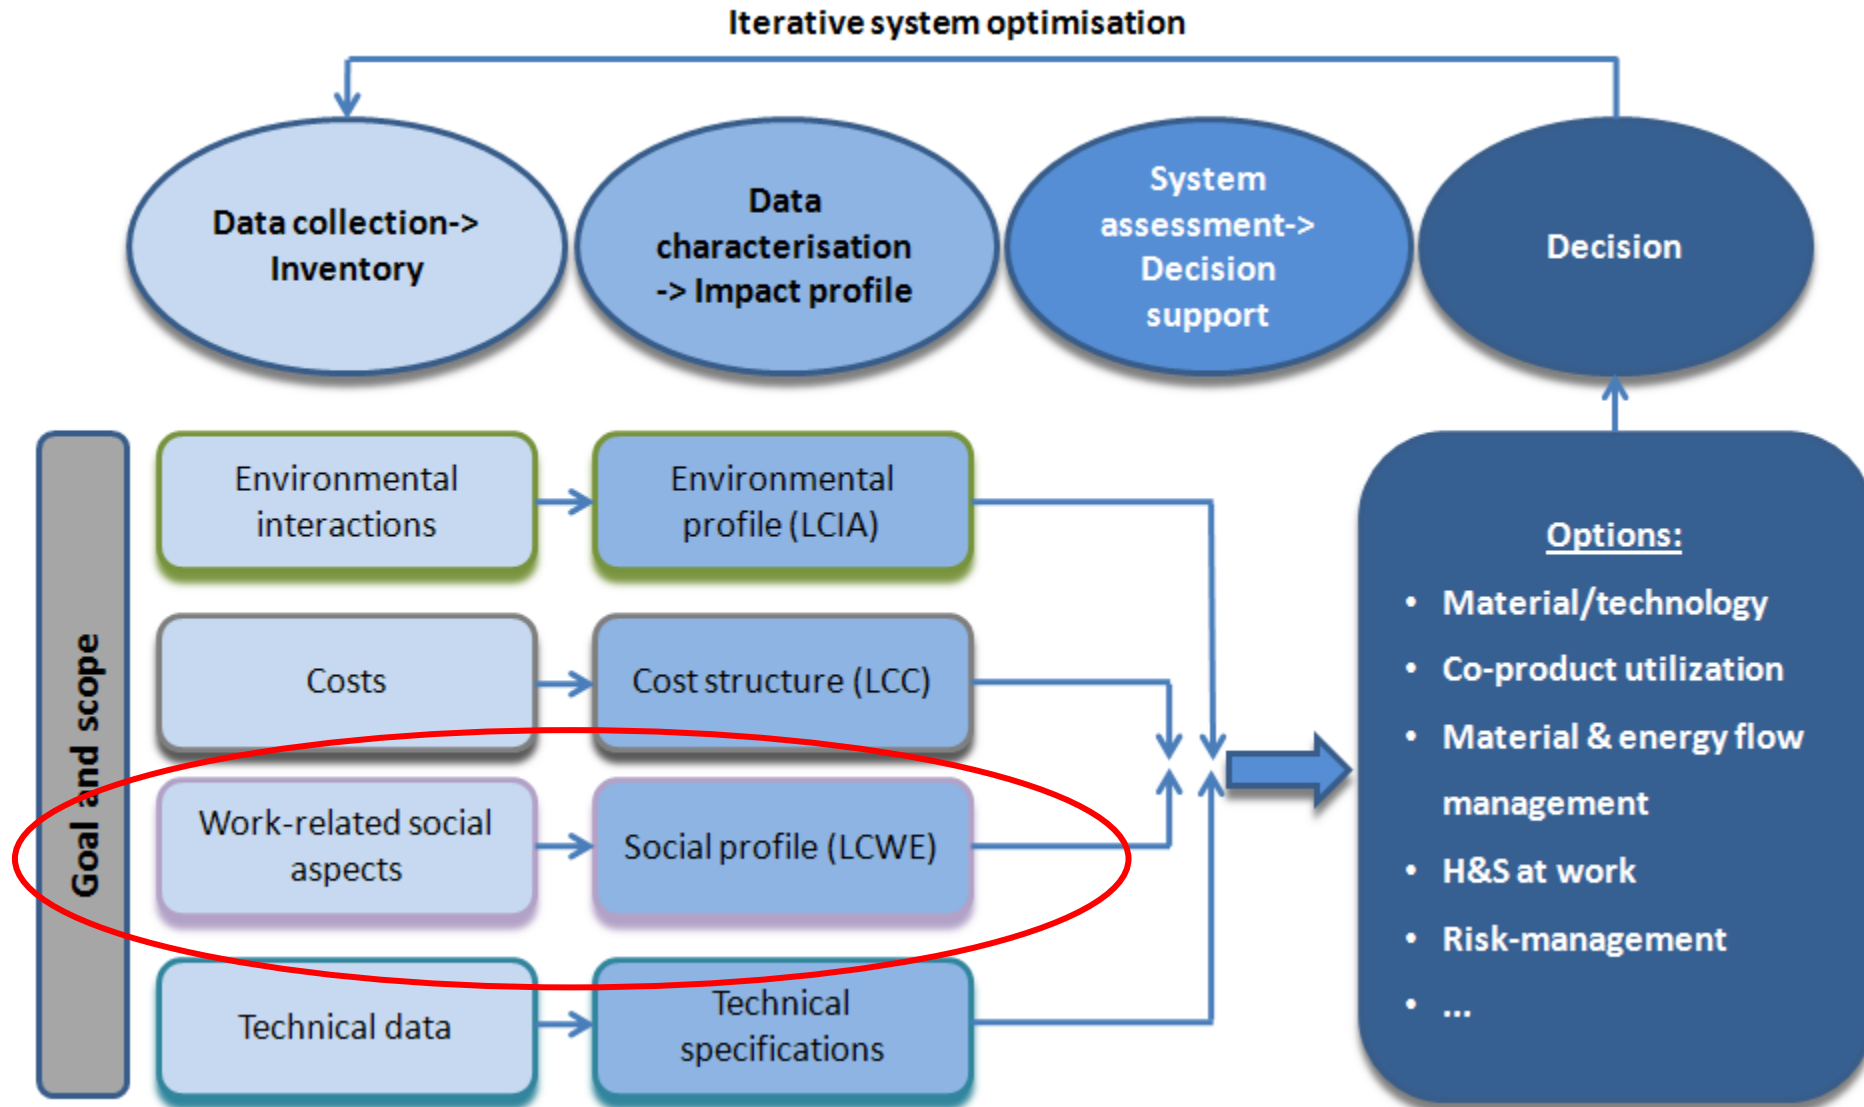 Iterative system optimisation
Data collection->
Inventory
Data
characterisation
-> Impact profile
System
assessment->
Decision
support
Decision
Goal and scope
Environmental
interactions
Environmental
profile (LCIA)
Costs
Cost structure (LCC)
Work-related social
aspects
Social profile (LCWE)
Technical data
Technical
specifications
Options:
• Material/technology
• Co-product utilization
• Material & energy flow
management
• H&S at work
• Risk-management
• ...